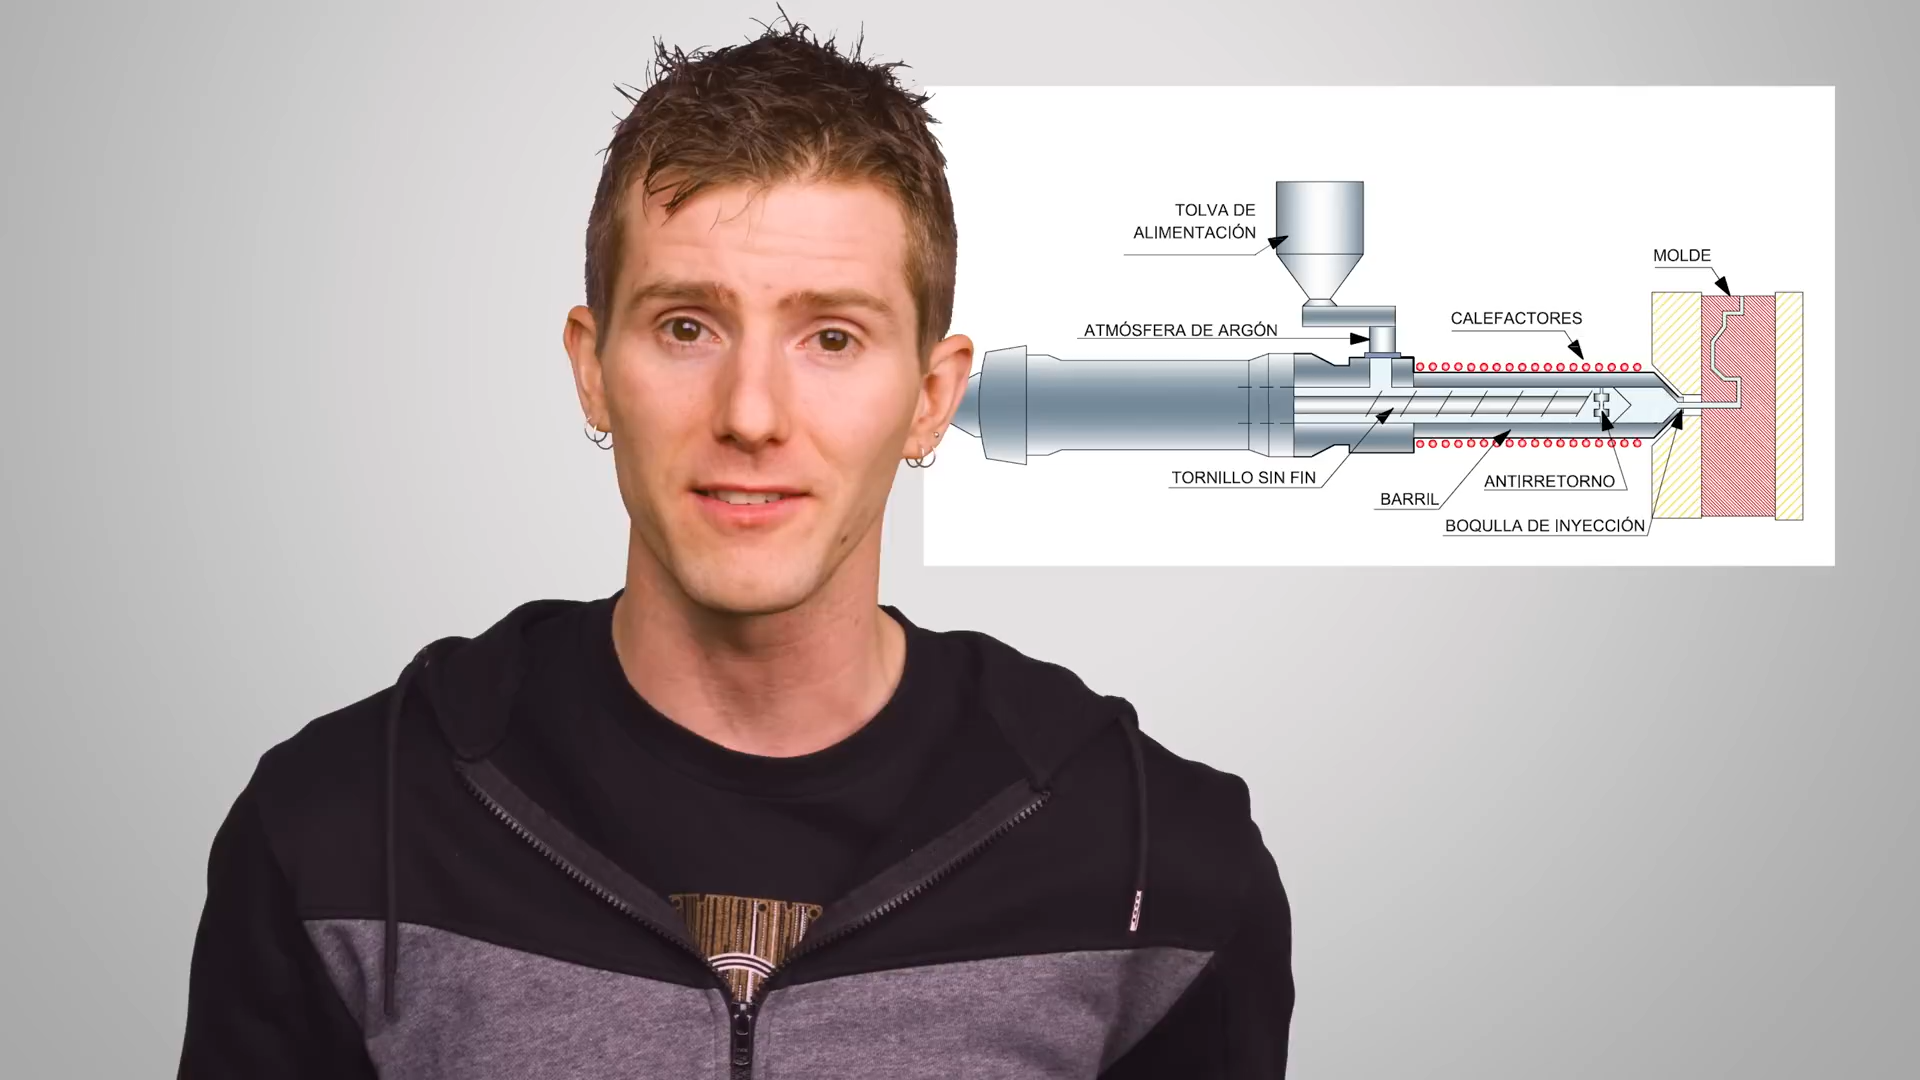 TOLVA DE
ALIMENTACIÓN
MOLDE
CALEFACTORES
ATMÓSFERA DE ARGÓN
TORNILLO SIN FIN
ANTIRRETORNO
BARRIL
BOQULLA DE INYECCIÓN